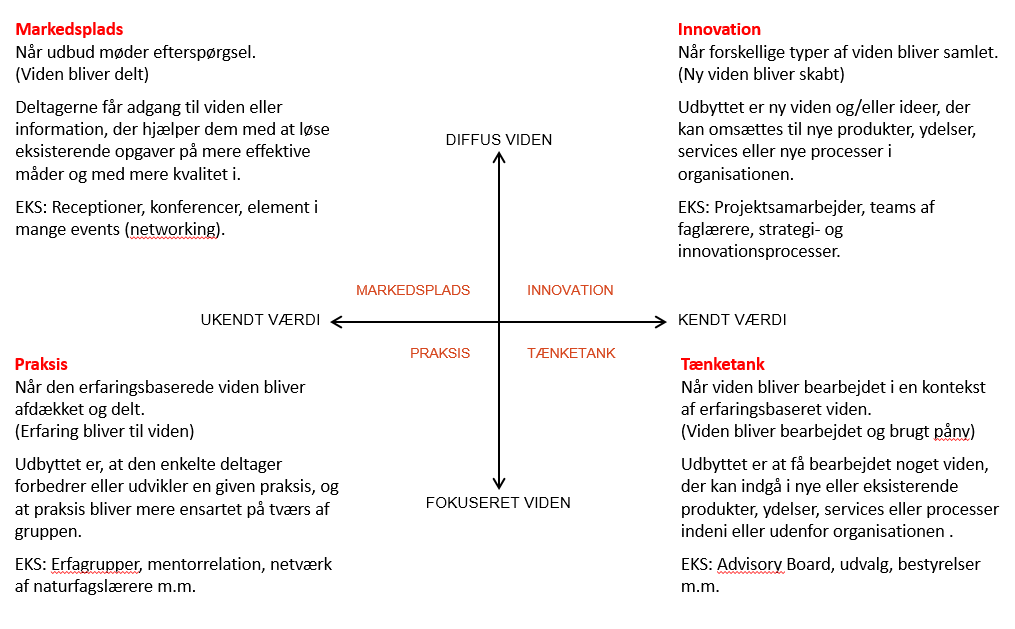 Markedsplads
Når udbud møder efterspørgsel.
(Viden bliver delt)
Deltagerne får adgang til viden eller
information, der hjælper dem med at løse
eksisterende opgaver på mere effektive
måder og med mere kvalitet i.
EKS: Receptioner, konferencer, element i
mange events (networking).
Innovation
Når forskellige typer af viden bliver samlet.
(Ny viden bliver skabt)
Udbyttet er ny viden og/eller ideer, der
kan omsættes til nye produkter, ydelser,
services eller nye processer i
organisationen.
EKS: Projektsamarbejder, teams af
faglærere, strategi- og
innovationsprocesser.
DIFFUS VIDEN
MARKEDSPLADS
INNOVATION
UKENDT VÆRDI
KENDT VÆRDI
PRAKSIS
TÆNKETANK
FOKUSERET VIDEN
Praksis
Når den erfaringsbaserede viden bliver
afdækket og delt.
(Erfaring bliver til viden)
Udbyttet er, at den enkelte deltager
forbedrer eller udvikler en given praksis, og
at praksis bliver mere ensartet på tværs af
gruppen.
EKS: Erfagrupper, mentorrelation, netværk
af naturfagslærere m.m.
Tænketank
Når viden bliver bearbejdet i en kontekst
af erfaringsbaseret viden.
(Viden bliver bearbejdet og brugt påny)
Udbyttet er at få bearbejdet noget viden,
der kan indgå i nye eller eksisterende
produkter, ydelser, services eller processer
indeni eller udenfor organisationen .
EKS: Advisory Board, udvalg, bestyrelser
m.m.